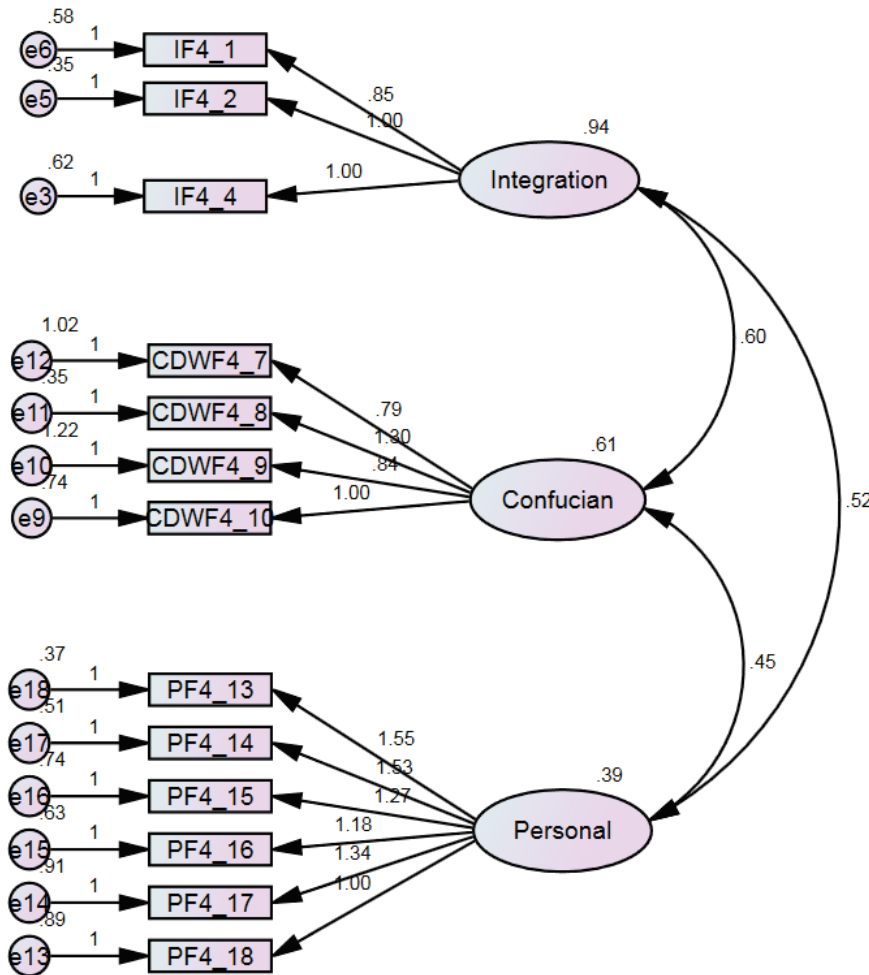 .58
e6 1 IF4_1
.35
e5 1 IF4_2
.62
e3 1 IF4_4
.85
1.00
1.00
.94
Integration
1.02
e12 1 CDWF4_7
.35
e11 1 CDWF4_8
1.22
e10 1 CDWF4_9
.74
e9 1 CDWF4_10
.79
1.30
.84
1.00
.61
Confucian
.60
.52
.45
.37
e18 1 PF4_13
.51
e17 1 PF4_14
.74
e16 1 PF4_15
.63
e15 1 PF4_16
.91
e14 1 PF4_17
.89
e13 1 PF4_18
1.55
1.53
1.27
1.18
1.34
1.00
.39
Personal